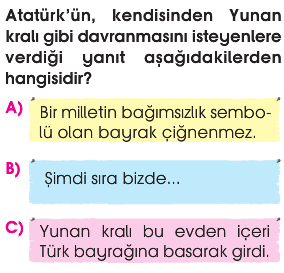 Atatürk'ün, kendisinden Yunan
kralı gibi davranmasını isteyenlere
verdiği yanıt aşağıdakilerden
hangisidir?
A) Bir milletin bağımsızlık sembo-
lü olan bayrak çiğnenmez.
B) Şimdi sıra bizde...
C) Yunan kralı bu evden içeri
Türk bayrağına basarak girdi.